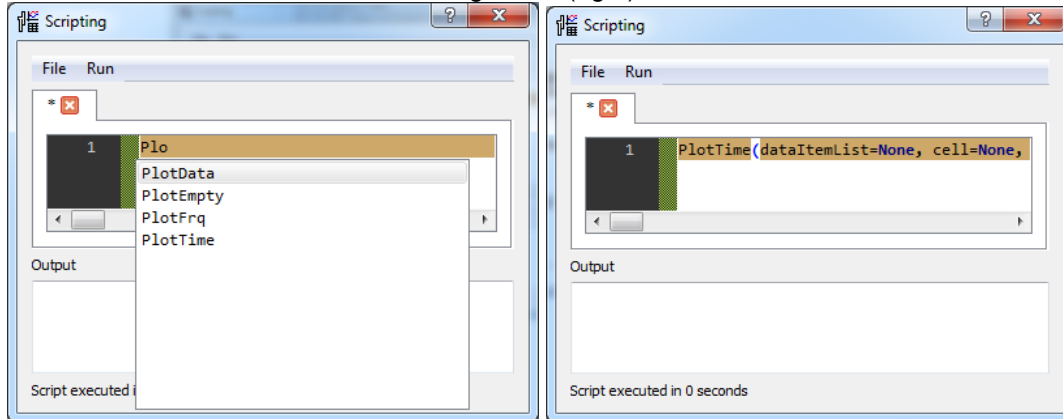 Scripting
?
X
File Run
*
1 Plo
PlotData
PlotEmpty
PlotFrq
PlotTime
Output
Script executed i
Scripting
?
X
File Run
*
1 PlotTime(dataItemList=None, cell=None,
Output
Script executed in 0 seconds